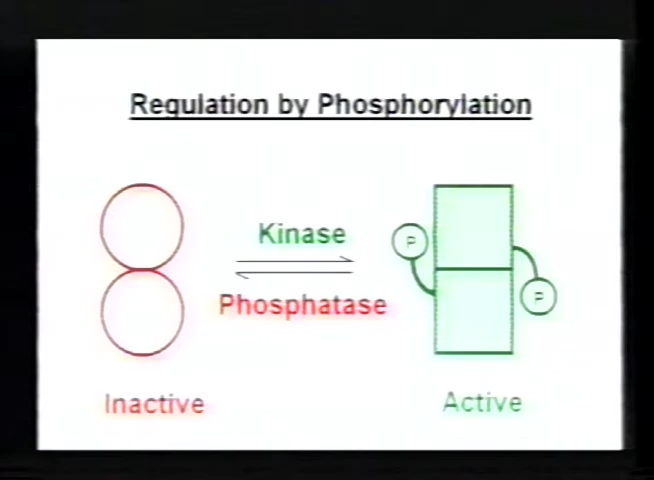 Regulation by Phosphorylation
Kinase
P
P
Phosphatase
Inactive
Active